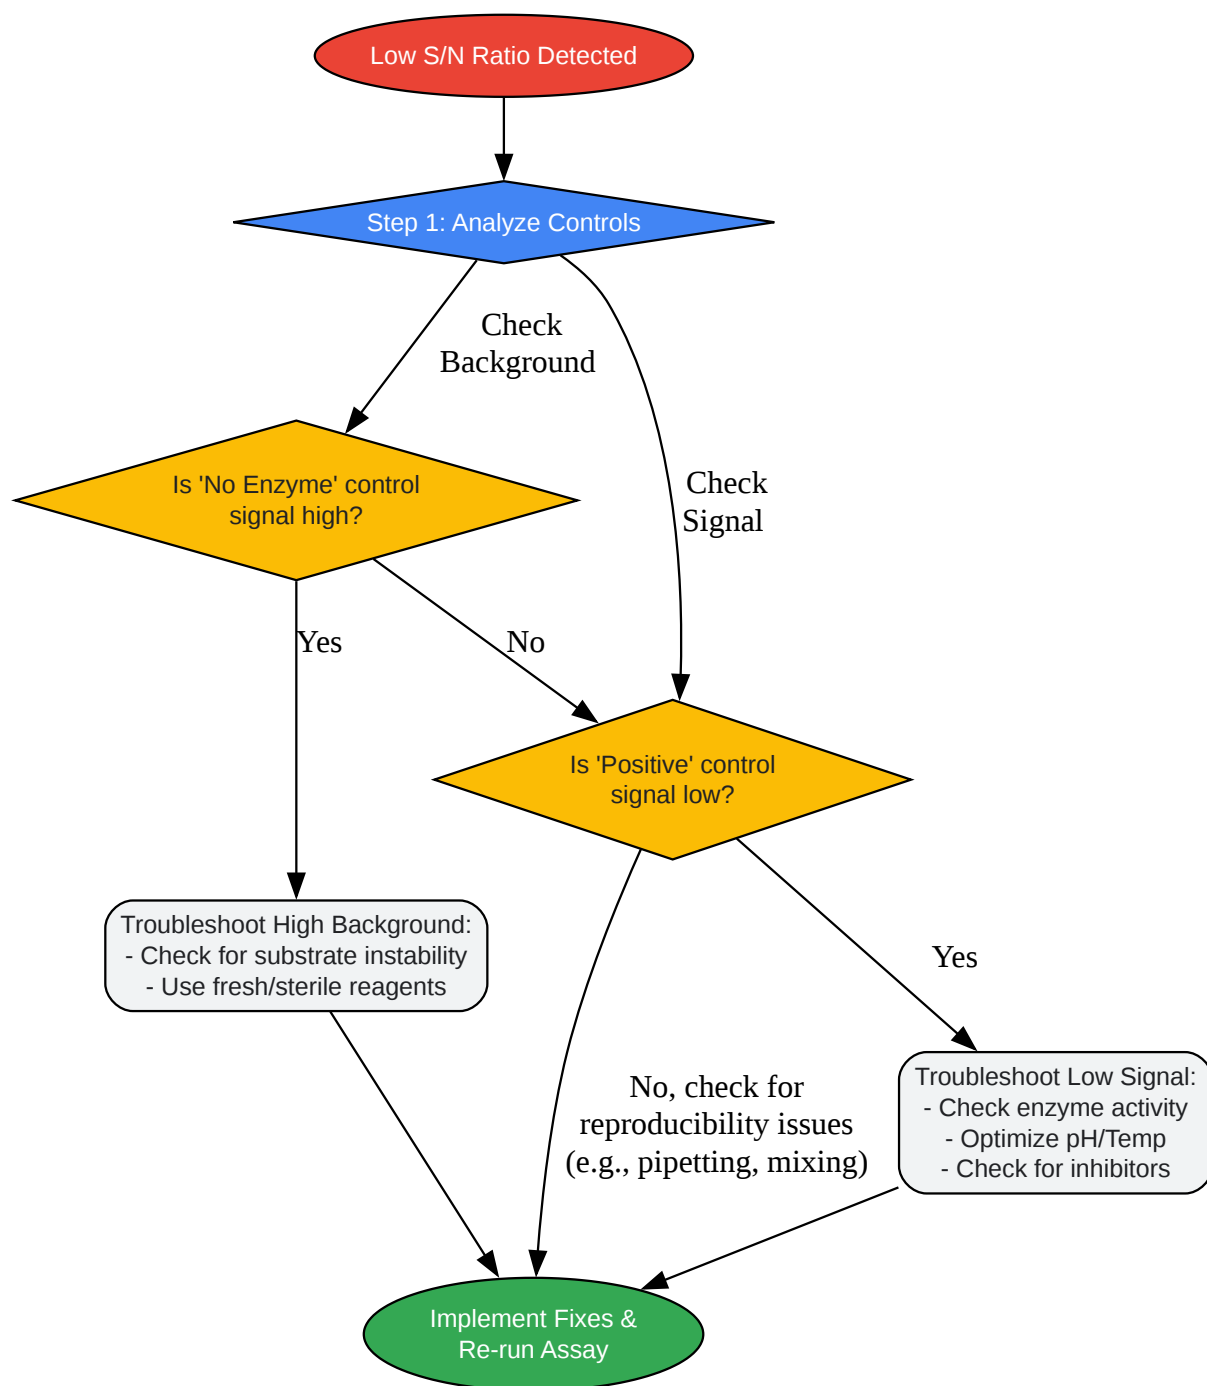 Low S/N Ratio Detected
Step 1: Analyze Controls
Check
Background
Is 'No Enzyme' control
signal high?
Check
Signal
Yes
No
Is 'Positive' control
signal low?
Troubleshoot High Background:
- Check for substrate instability
- Use fresh/sterile reagents
Yes
No, check for
reproducibility issues
(e.g., pipetting, mixing)
Troubleshoot Low Signal:
- Check enzyme activity
- Optimize pH/Temp
- Check for inhibitors
Implement Fixes &
Re-run Assay